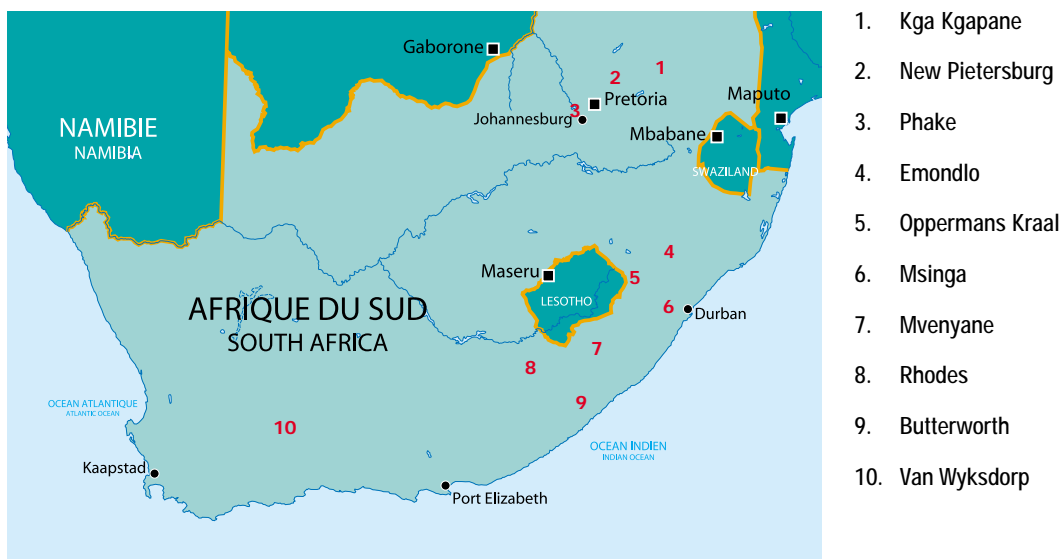 Gaborone
1
2
Pretoria
Maputo
3
Johannesburg
NAMIBIE
NAMIBIA
Mbabane
SWAZILAND
4
Maseru
5
LESOTHO
AFRIQUE DU SUD
SOUTH AFRICA
6
Durban
7
8
9
OCEAN ATLANTIQUE
ATLANTIC OCEAN
10
OCEAN INDIEN
INDIAN OCEAN
Kaapstad
Port Elizabeth
1. Kga Kgapane
2. New Pietersburg
3. Phake
4. Emondlo
5. Oppermans Kraal
6. Msinga
7. Mvenyane
8. Rhodes
9. Butterworth
10. Van Wyksdorp